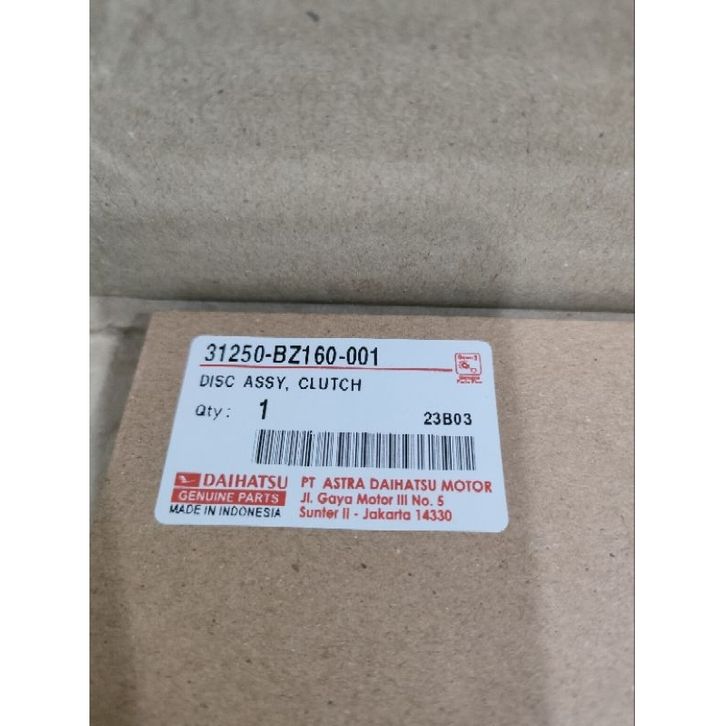 31250-BZ160-001
DISC ASSY, CLUTCH
Qty : 1
23B03
DAIHATSU
GENUINE PARTS
MADE IN INDONESIA
PT ASTRA DAIHATSU MOTOR
Jl. Gaya Motor III No. 5
Sunter II - Jakarta 14330